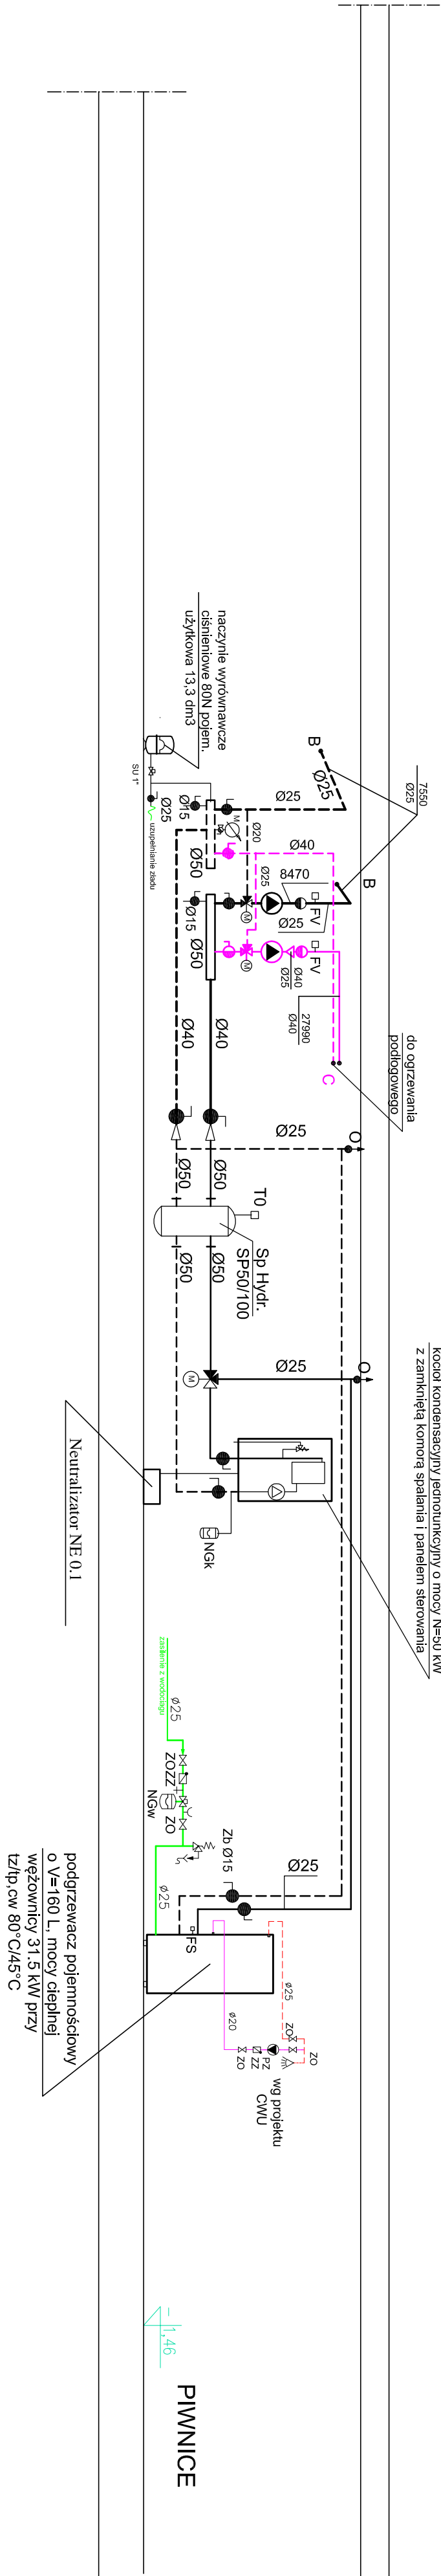 naczynie wyrównawcze
ciśnieniowe 80N pojem.
użytkowa 13,3 dm3
SU 1"
Ø25
uzupełnianie zładu
Ø15
Ø50
M
Ø25
Ø20
B
Ø25
7550
Ø25
B
Ø40
8470
Ø25
FV
Ø25
M
Ø15
Ø50
M
Ø40
Ø25
FV
27990
Ø40
C
do ogrzewania
podłogowego
Ø40
Ø40
Ø25
O
Ø50
Ø50
T0
Sp Hydr.
SP50/100
Ø50
Ø50
M
Ø25
O
kocioł kondensacyjny jednofunkcyjny o mocy N=50 kW
z zamkniętą komorą spalania i panelem sterowania
Neutralizator NE 0.1
NGk
zasilenie z wodociągu
Ø25
ZO
ZZ
NGw
ZO
Ø25
Zb Ø15
Ø25
FS
podgrzewacz pojemnościowy
o V=160 L, mocy cieplnej
wężownicy 31.5 kW przy
tz/tp,cw 80°C/45°C
Ø20
Ø25
ZO
ZZ
PZ
ZO
ZO
wg projektu
CWU
- 1,46
PIWNICE